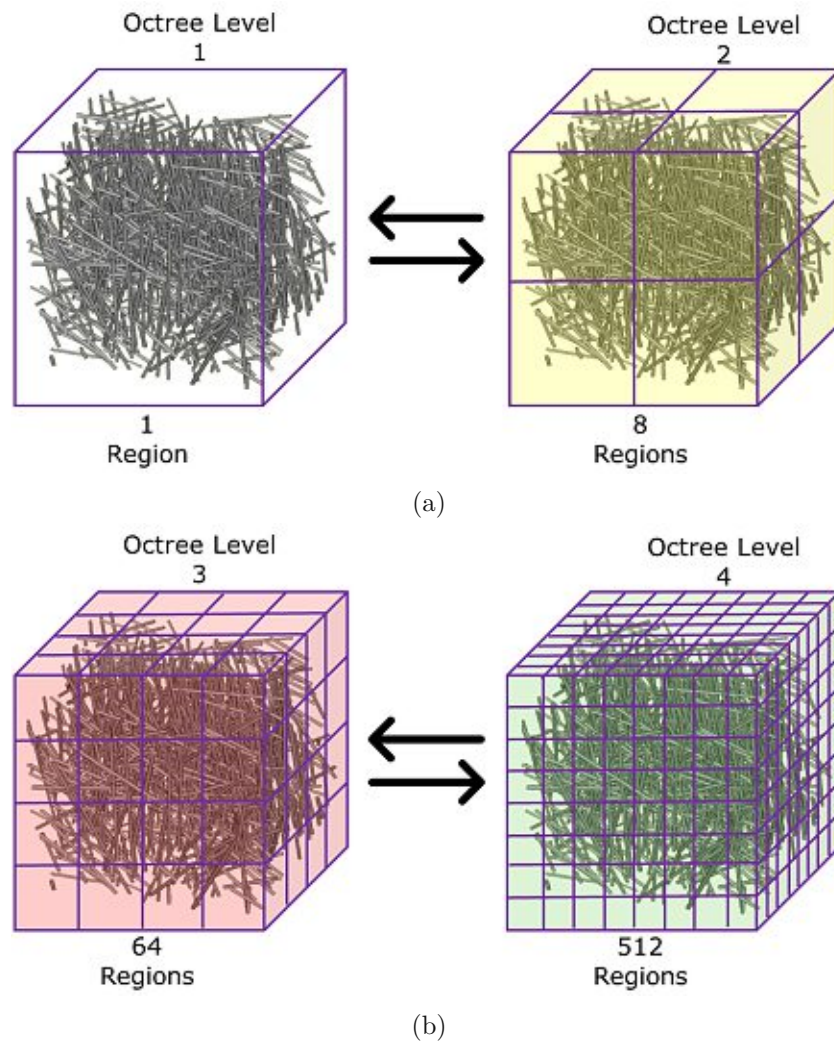 Octree Level
1
Octree Level
2
1
Region
8
Regions
(a)
Octree Level
3
Octree Level
4
64
Regions
512
Regions
(b)